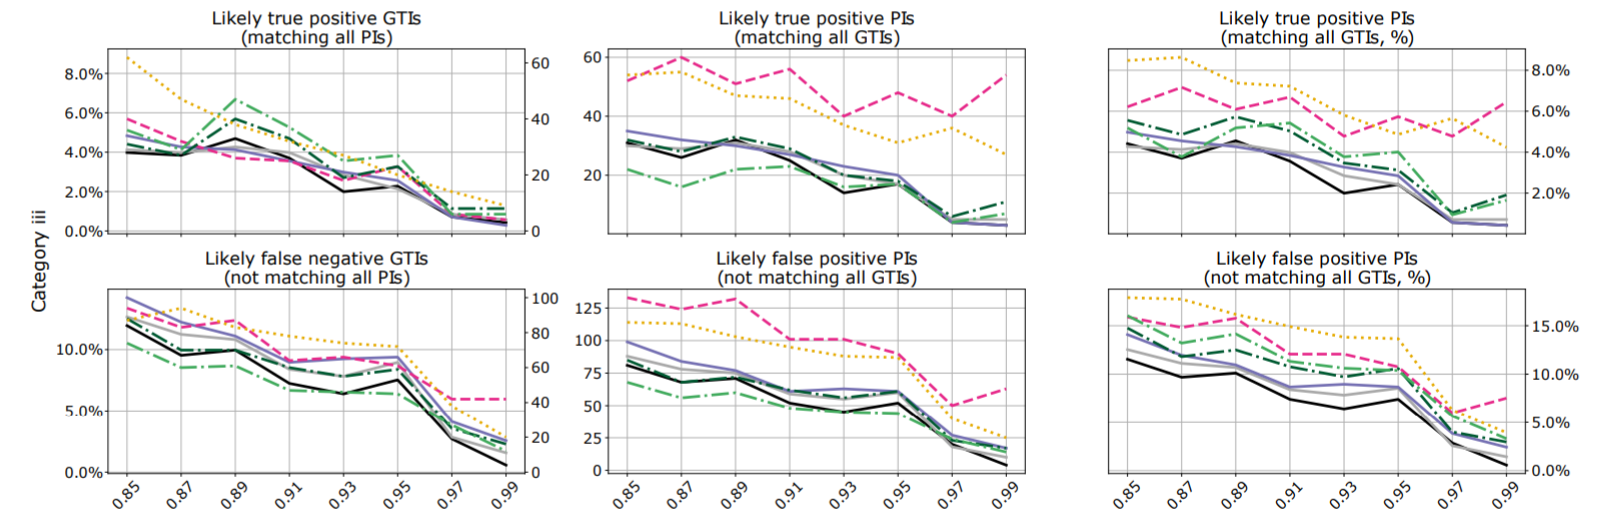 Likely true positive GTIs
(matching all PIs)
Likely true positive PIs
(matching all GTIs)
Likely true positive PIs
(matching all GTIs, %)
8.0%
6.0%
4.0%
2.0%
0.0%
60
40
20
0
60
40
20
8.0%
6.0%
4.0%
2.0%
Category iii
Likely false negative GTIs
(not matching all PIs)
Likely false positive PIs
(not matching all GTIs)
Likely false positive PIs
(not matching all GTIs, %)
10.0%
5.0%
0.0%
100
80
60
40
20
0
125
100
75
50
25
0
15.0%
10.0%
5.0%
0.0%
0.85 0.87 0.89 0.91 0.93 0.95 0.97 0.99
0.85 0.87 0.89 0.91 0.93 0.95 0.97 0.99
0.85 0.87 0.89 0.91 0.93 0.95 0.97 0.99